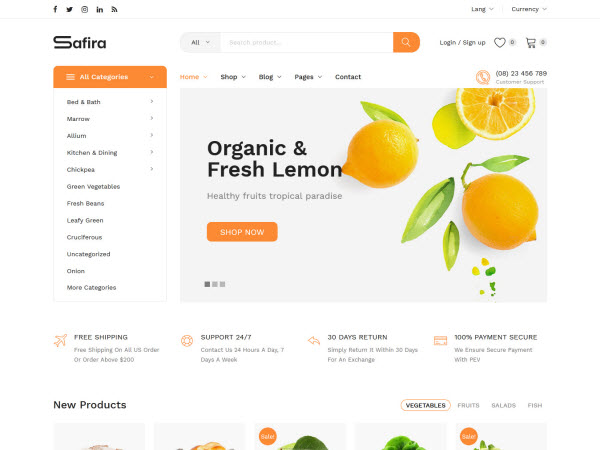 Lang
Currency
Safira
All
Search product...
Login / Sign up
0
0
All Categories
Home
Shop
Blog
Pages
Contact
(08) 23 456 789
Customer Support
Bed & Bath
Marrow
Allium
Kitchen & Dining
Chickpea
Green Vegetables
Fresh Beans
Leafy Green
Cruciferous
Uncategorized
Onion
More Categories
Organic &
Fresh Lemon
Healthy fruits tropical paradise
SHOP NOW
FREE SHIPPING
Free Shipping On All US Order
Or Order Above $200
SUPPORT 24/7
Contact Us 24 Hours A Day, 7
Days A Week
30 DAYS RETURN
Simply Return It Within 30 Days
For An Exchange
100% PAYMENT SECURE
We Ensure Secure Payment
With PEV
New Products
VEGETABLES
FRUITS
SALADS
FISH
Sale!
Sale!